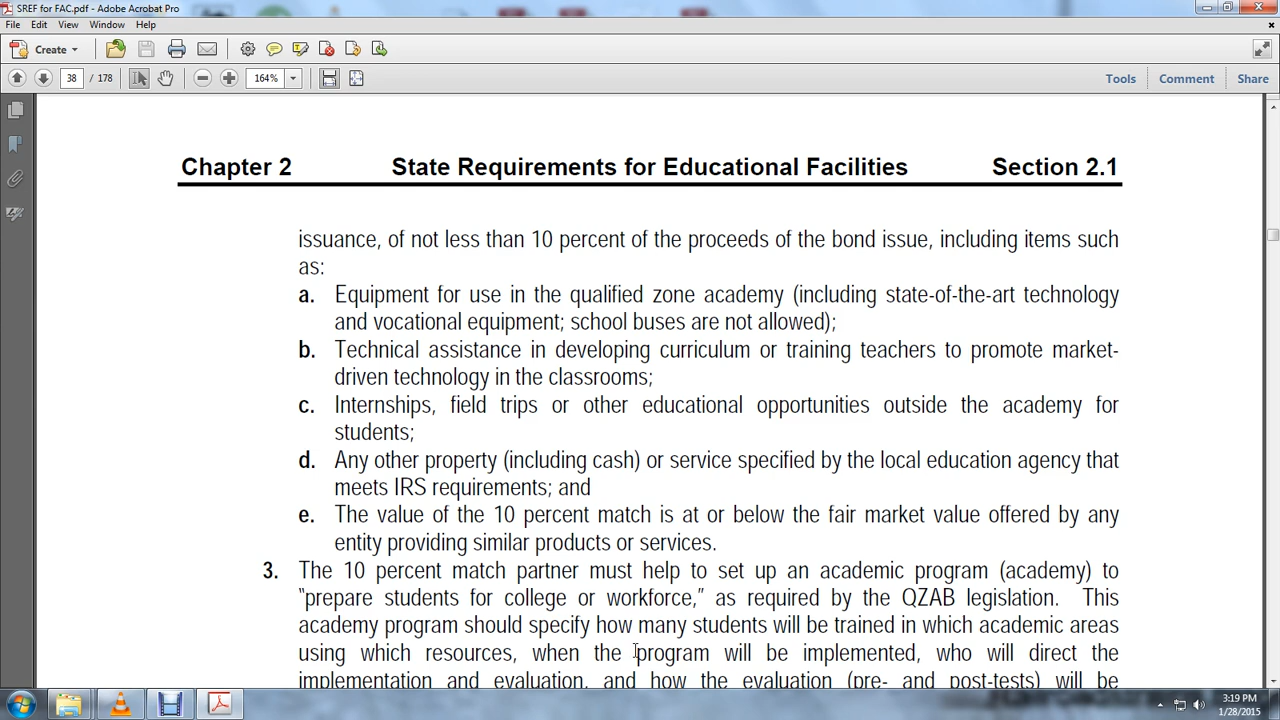 SREF for FAC.pdf - Adobe Acrobat Pro
File Edit View Window Help
Create
38 / 178 164% Tools Comment Share
Chapter 2 State Requirements for Educational Facilities Section 2.1
issuance, of not less than 10 percent of the proceeds of the bond issue, including items such
as:
a. Equipment for use in the qualified zone academy (including state-of-the-art technology
and vocational equipment; school buses are not allowed);
b. Technical assistance in developing curriculum or training teachers to promote market-
driven technology in the classrooms;
c. Internships, field trips or other educational opportunities outside the academy for
students;
d. Any other property (including cash) or service specified by the local education agency that
meets IRS requirements; and
e. The value of the 10 percent match is at or below the fair market value offered by any
entity providing similar products or services.
3. The 10 percent match partner must help to set up an academic program (academy) to
“prepare students for college or workforce,” as required by the QZAB legislation. This
academy program should specify how many students will be trained in which academic areas
using which resources, when the program will be implemented, who will direct the
implementation and evaluation, and how the evaluation (pre- and post-tests) will be
3:19 PM
1/28/2015